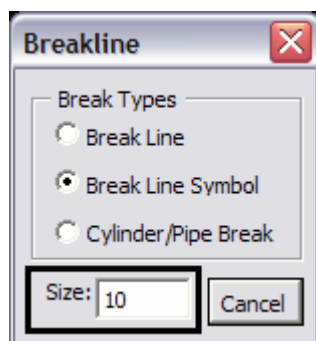 Breakline
Break Types
Break Line
Break Line Symbol
Cylinder/Pipe Break
Size: 10
Cancel